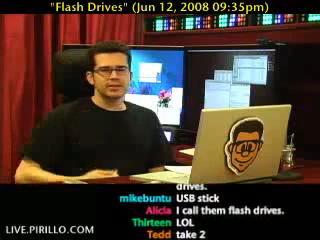 "Flash Drives" (Jun 12, 2008 09:35pm)
drives.
mikebuntu USB stick
Alicia I call them flash drives.
Thirteen LOL
LIVE.PIRILLO.COM Tedd take 2